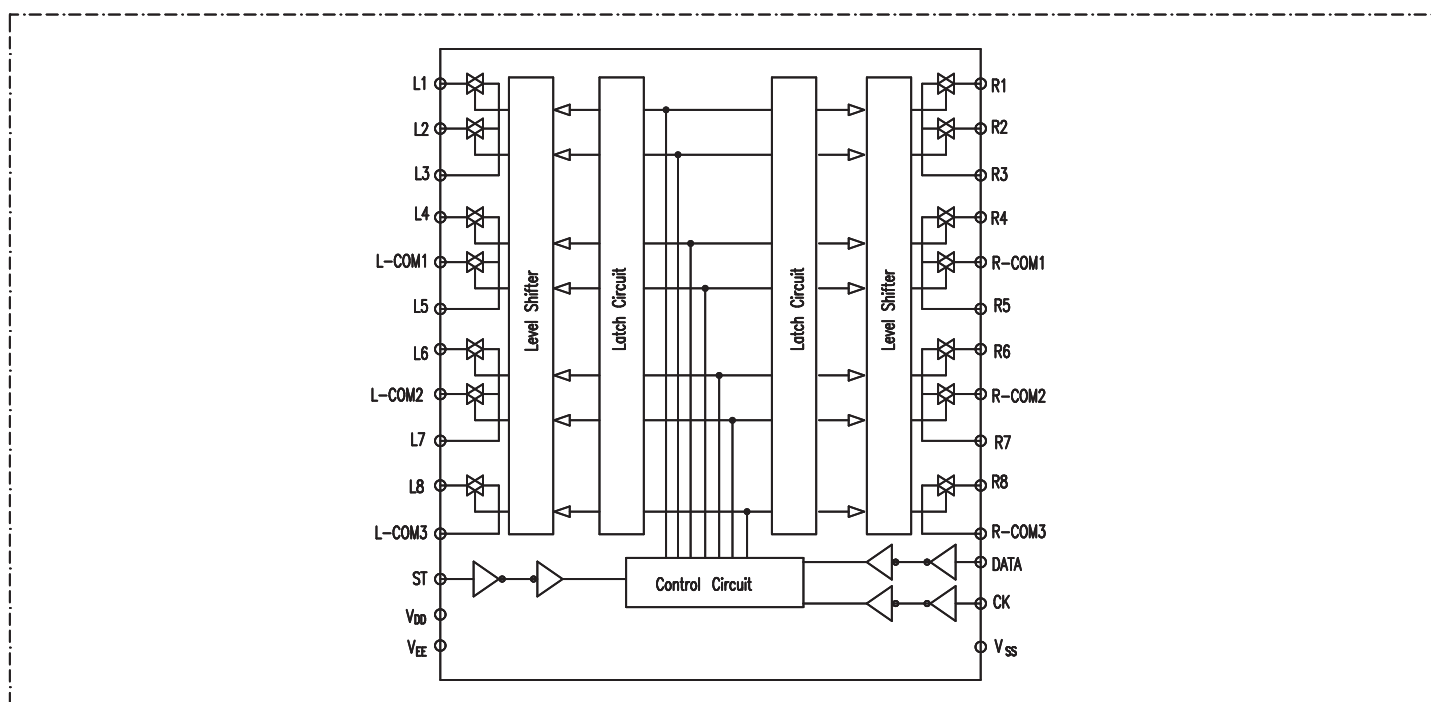 L1
L2
L3
L4
L-COM1
L5
L6
L-COM2
L7
L8
L-COM3
ST
VDD
VEE
Level Shifter
Latch Circuit
Latch Circuit
Level Shifter
Control Circuit
R1
R2
R3
R4
R-COM1
R5
R6
R-COM2
R7
R8
R-COM3
DATA
CK
VSS